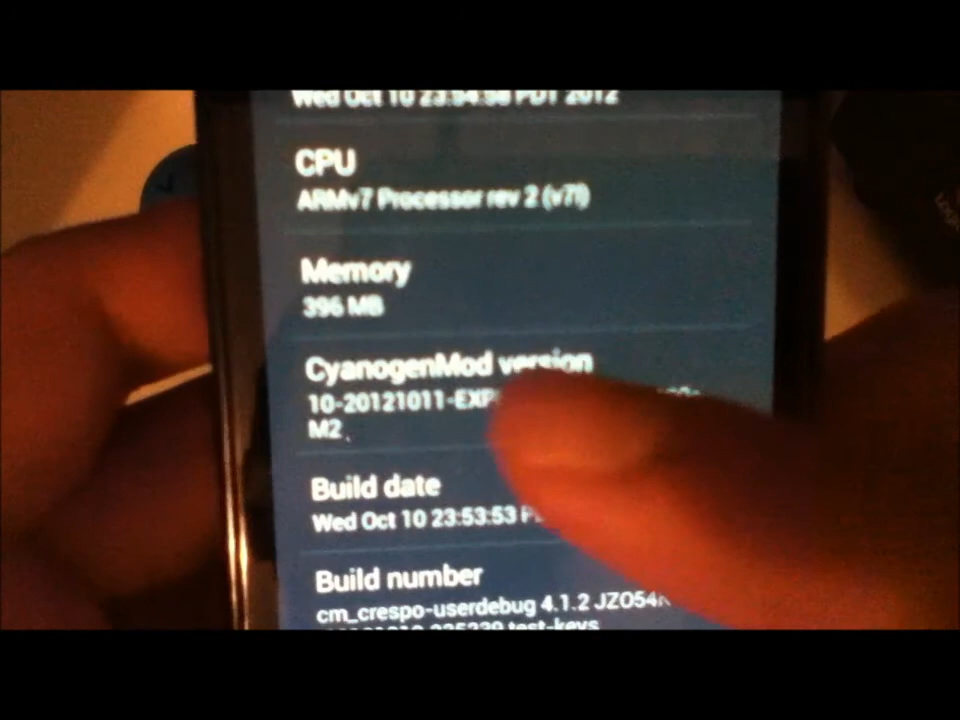 Wed Oct 10 23:54:58 PDT 2012
CPU
ARMv7 Processor rev 2 (v7l)
Memory
396 MB
CyanogenMod version
10-20121011-EXP
M2
Build date
Wed Oct 10 23:53:53
Build number
cm_crespo-userdebug 4.1.2 JZO54K
test-keys